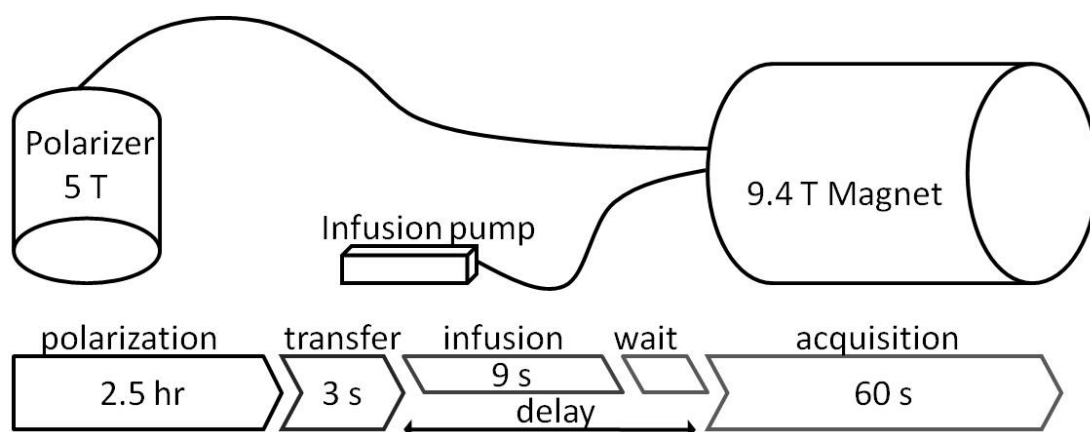 Polarizer
5 T
9.4 T Magnet
Infusion pump
polarization transfer infusion wait acquisition
2.5 hr 3 s 9 s 60 s
delay